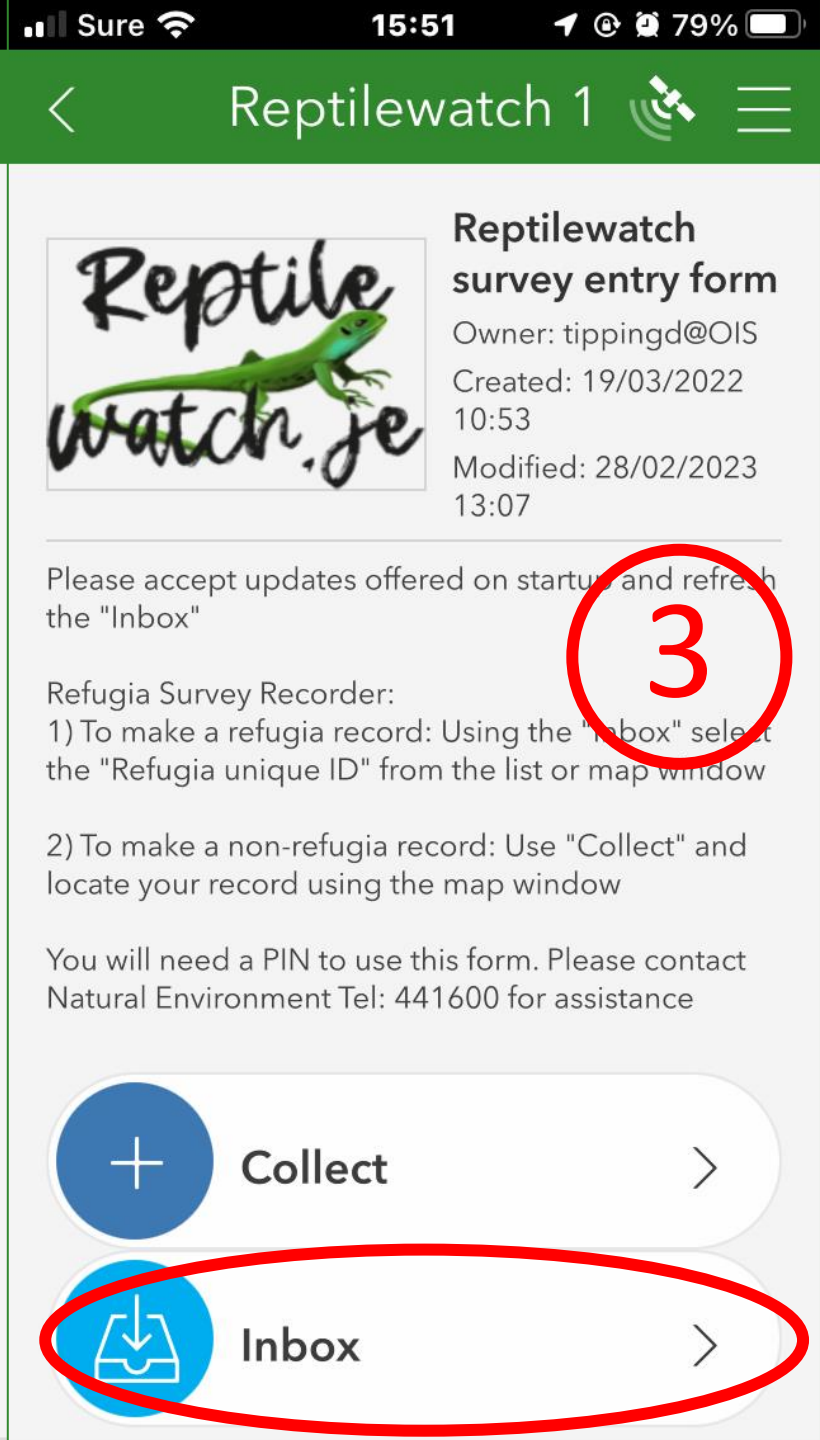 Sure 15:51 79%
Reptilewatch 1
Reptile
watch.je
Reptilewatch
survey entry form
Owner: tippingd@OIS
Created: 19/03/2022
10:53
Modified: 28/02/2023
13:07
Please accept updates offered on startup and refresh
the "Inbox"
3
Refugia Survey Recorder:
1) To make a refugia record: Using the "Inbox" select
the "Refugia unique ID" from the list or map window
2) To make a non-refugia record: Use "Collect" and
locate your record using the map window
You will need a PIN to use this form. Please contact
Natural Environment Tel: 441600 for assistance
Collect
Inbox